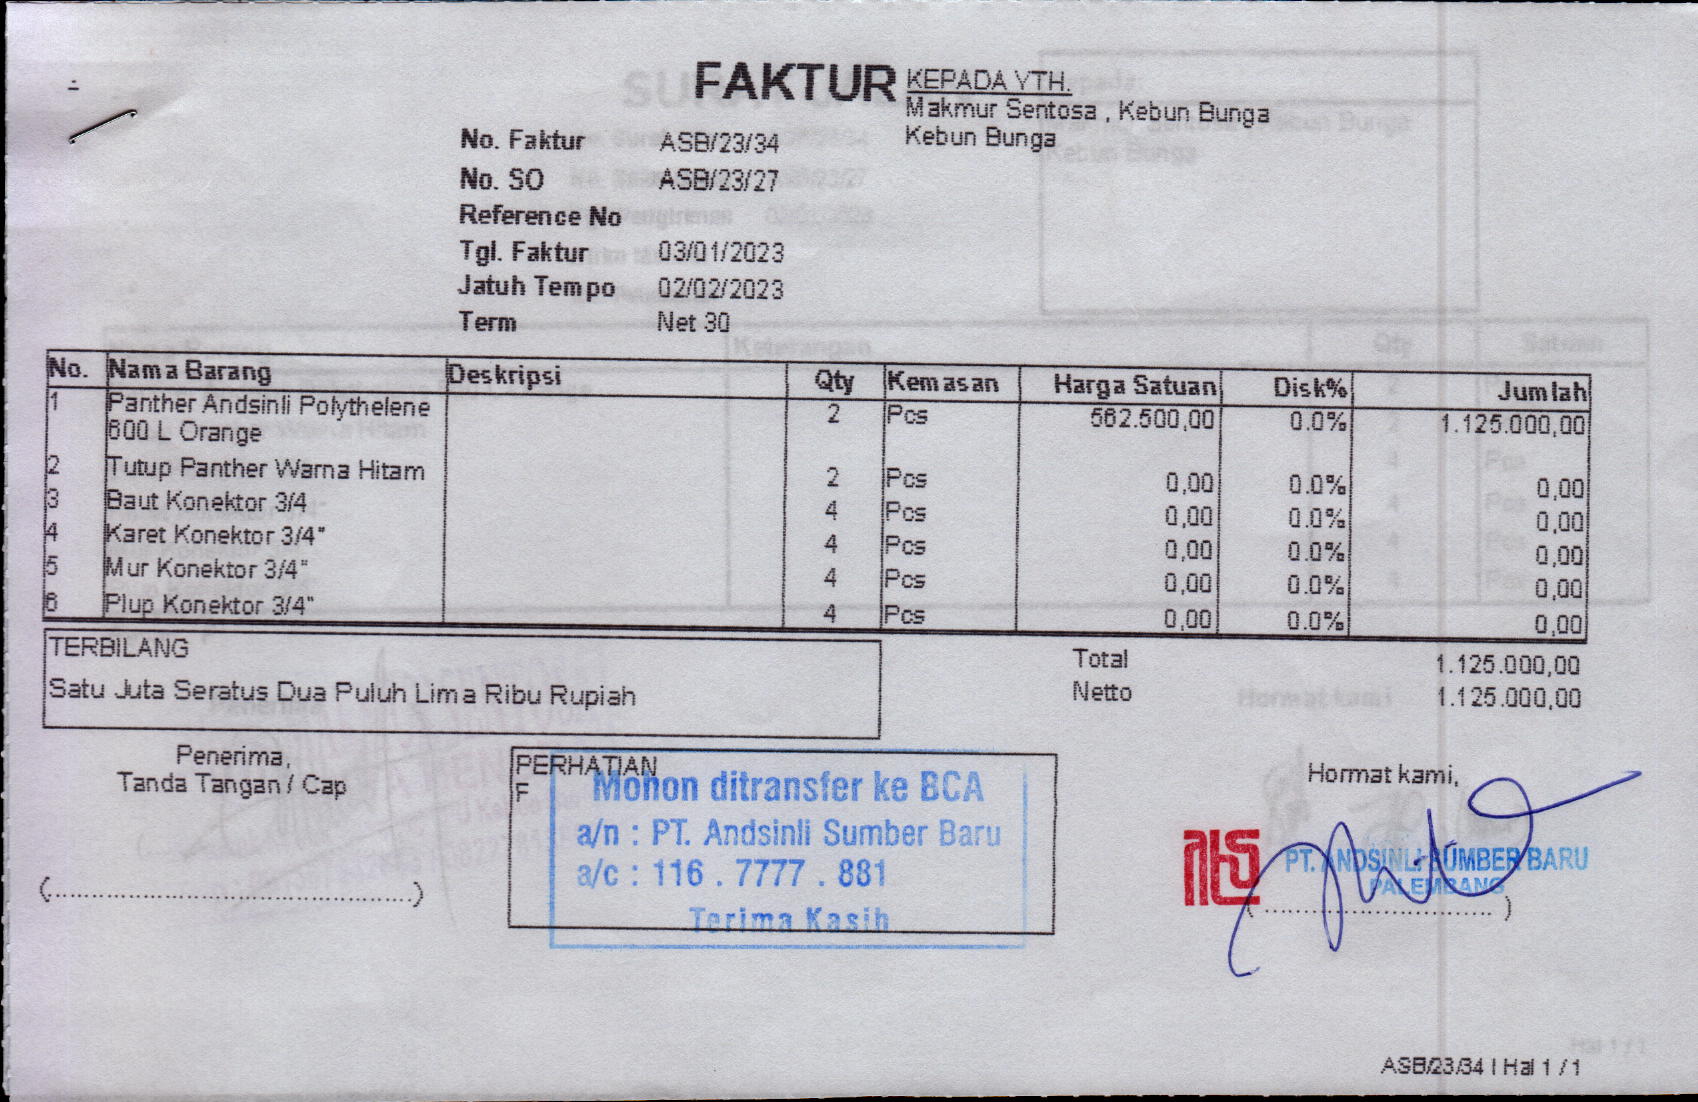 FAKTUR
KEPADA YTH.
Makmur Sentosa , Kebun Bunga
Kebun Bunga
No. Faktur ASB/23/34
No. SO ASB/23/27
Reference No
Tgl. Faktur 03/01/2023
Jatuh Tempo 02/02/2023
Term Net 30
No. Nama Barang Deskripsi Qty Kemasan Harga Satuan Disk% Jumlah
1 Panther Andsinli Polythelene 2 Pcs 562.500,00 0.0% 1.125.000,00
600 L Orange
2 Tutup Panther Warna Hitam 2 Pcs 0,00 0.0% 0,00
3 Baut Konektor 3/4 4 Pcs 0,00 0.0% 0,00
4 Karet Konektor 3/4" 4 Pcs 0,00 0.0% 0,00
5 Mur Konektor 3/4" 4 Pcs 0,00 0.0% 0,00
6 Plup Konektor 3/4" 4 Pcs 0,00 0.0% 0,00
TERBILANG
Satu Juta Seratus Dua Puluh Lima Ribu Rupiah
Total 1.125.000,00
Netto 1.125.000,00
Penerima,
Tanda Tangan / Cap
(..........................................)
PERHATIAN
F
Mohon ditransfer ke BCA
a/n : PT. Andsinli Sumber Baru
a/c : 116 . 7777 . 881
Terima Kasih
Hormat kami,
PT. ANDSINLI SUMBER BARU
PALEMBANG
( .............................. )
ASB/23/34 | Hal 1 / 1